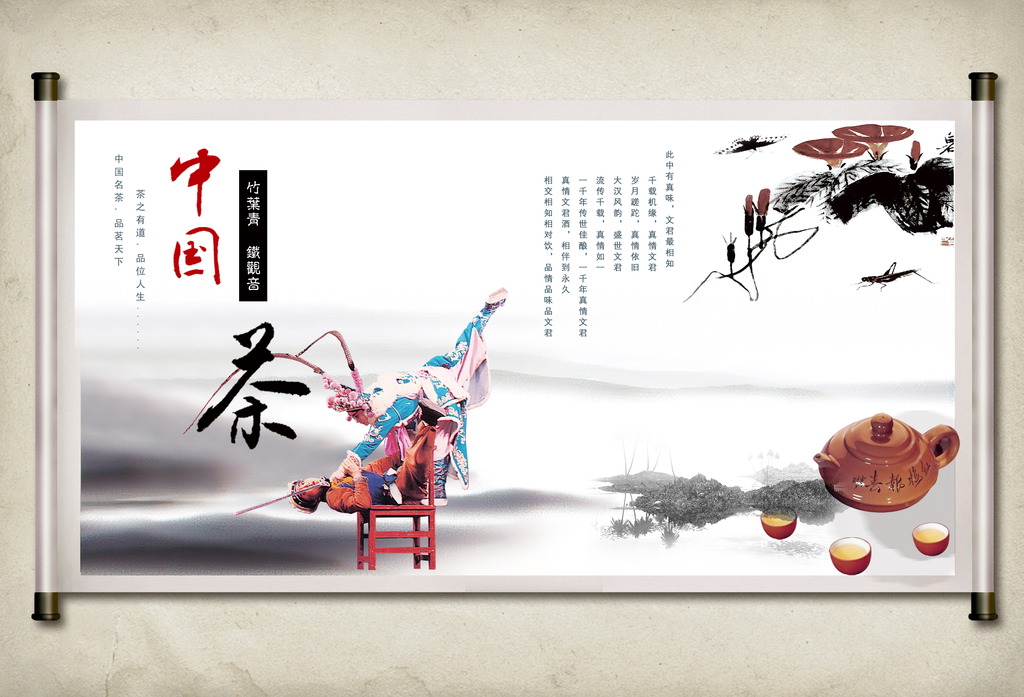 中国
茶
竹葉青 鐵觀音
中国名�. 品茗天下
茶之有道. 品位人生......
此中有真味，文君最相知
千载机缘，真情文君
岁月蹉跎，真情依旧
大汉风韵，盛世文君
流传千载，真情如一
一千年传世佳酿，一千年真情文君
真情文君酒，相伴到永久
相交相知相对饮，品情品味品文君